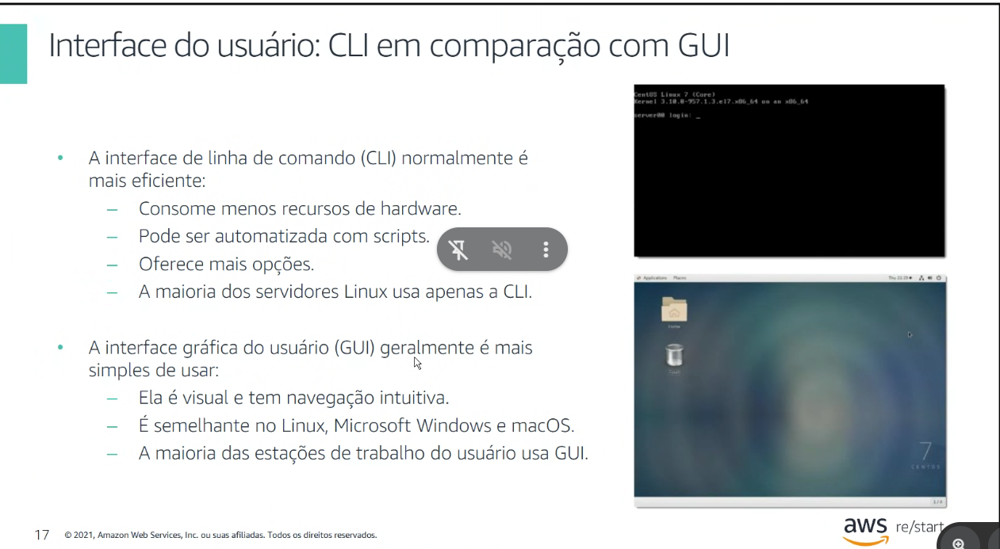 Interface do usuário: CLI em comparação com GUI
CentOS Linux 7 (Core)
Kernel 3.10.0-957.1.3.el7.x86_64 on an x86_64
server00 login: _
• A interface de linha de comando (CLI) normalmente é
mais eficiente:
– Consome menos recursos de hardware.
– Pode ser automatizada com scripts.
– Oferece mais opções.
– A maioria dos servidores Linux usa apenas a CLI.
• A interface gráfica do usuário (GUI) geralmente é mais
simples de usar:
– Ela é visual e tem navegação intuitiva.
– É semelhante no Linux, Microsoft Windows e macOS.
– A maioria das estações de trabalho do usuário usa GUI.
Applications Places
Home
Trash
7
CENTOS
1/4
17 © 2021, Amazon Web Services, Inc. ou suas afiliadas. Todos os direitos reservados.
aws re/start